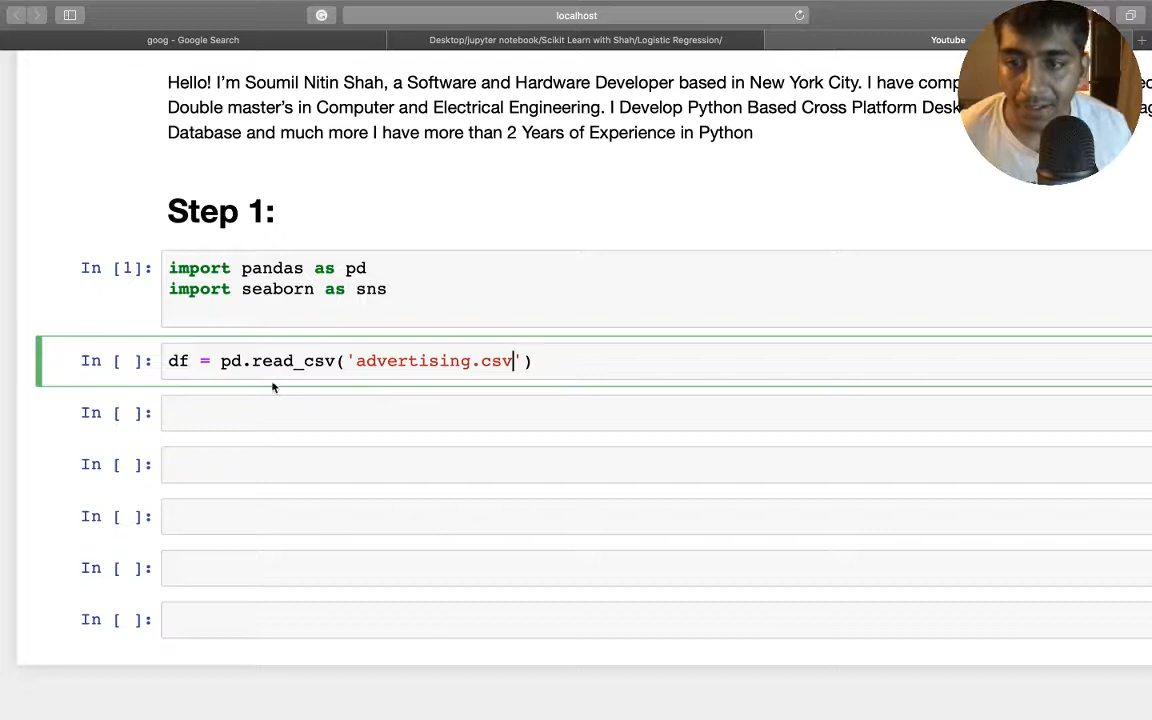 localhost
goog - Google Search
Desktop/jupyter notebook/Scikit Learn with Shah/Logistic Regression/
Youtube
Hello! I'm Soumil Nitin Shah, a Software and Hardware Developer based in New York City. I have
Double master's in Computer and Electrical Engineering. I Develop Python Based Cross Platform
Database and much more I have more than 2 Years of Experience in Python
Step 1:
In [1]:
import pandas as pd
import seaborn as sns
In [ ]:
df = pd.read_csv('advertising.csv')
In [ ]:
In [ ]:
In [ ]:
In [ ]:
In [ ]: